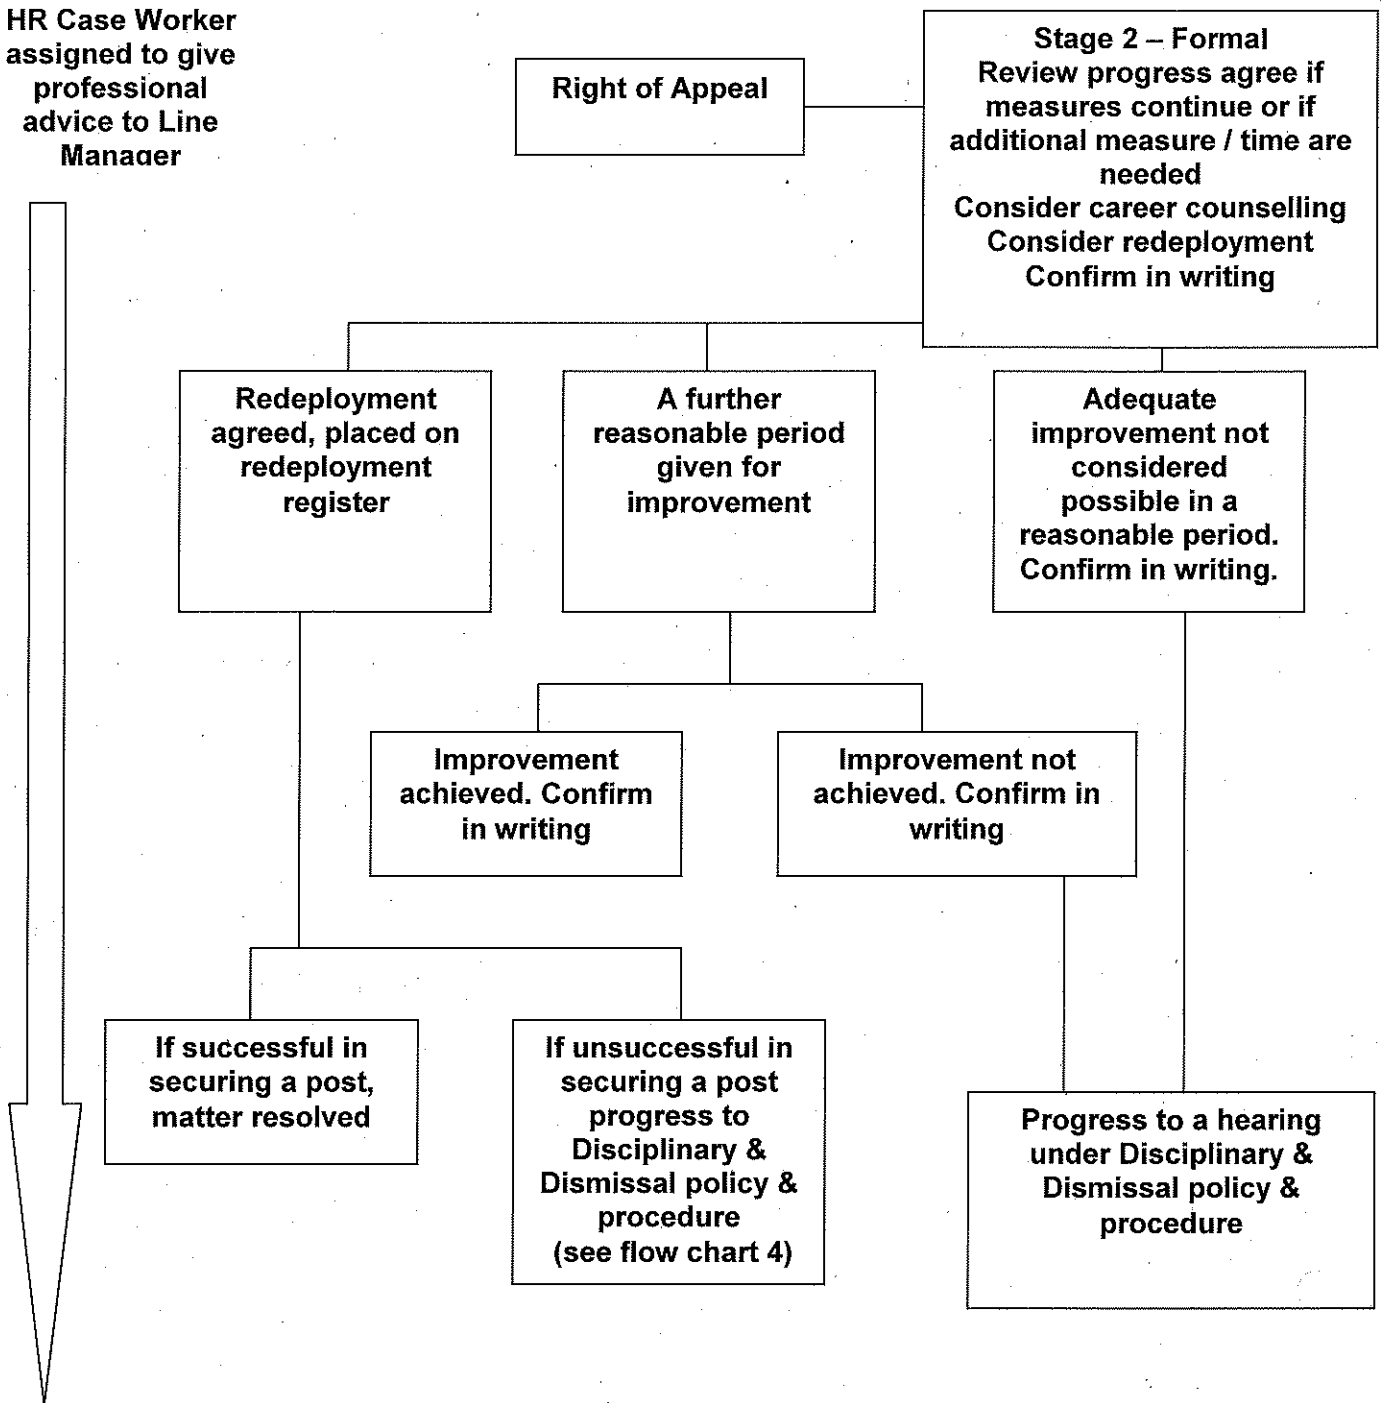 HR Case Worker
assigned to give
professional
advice to Line
Manager
Right of Appeal
Stage 2 – Formal
Review progress agree if
measures continue or if
additional measure / time are
needed
Consider career counselling
Consider redeployment
Confirm in writing
Redeployment
agreed, placed on
redeployment
register
A further
reasonable period
given for
improvement
Adequate
improvement not
considered
possible in a
reasonable period.
Confirm in writing.
Improvement
achieved. Confirm
in writing
Improvement not
achieved. Confirm in
writing
If successful in
securing a post,
matter resolved
If unsuccessful in
securing a post
progress to
Disciplinary &
Dismissal policy &
procedure
(see flow chart 4)
Progress to a hearing
under Disciplinary &
Dismissal policy &
procedure